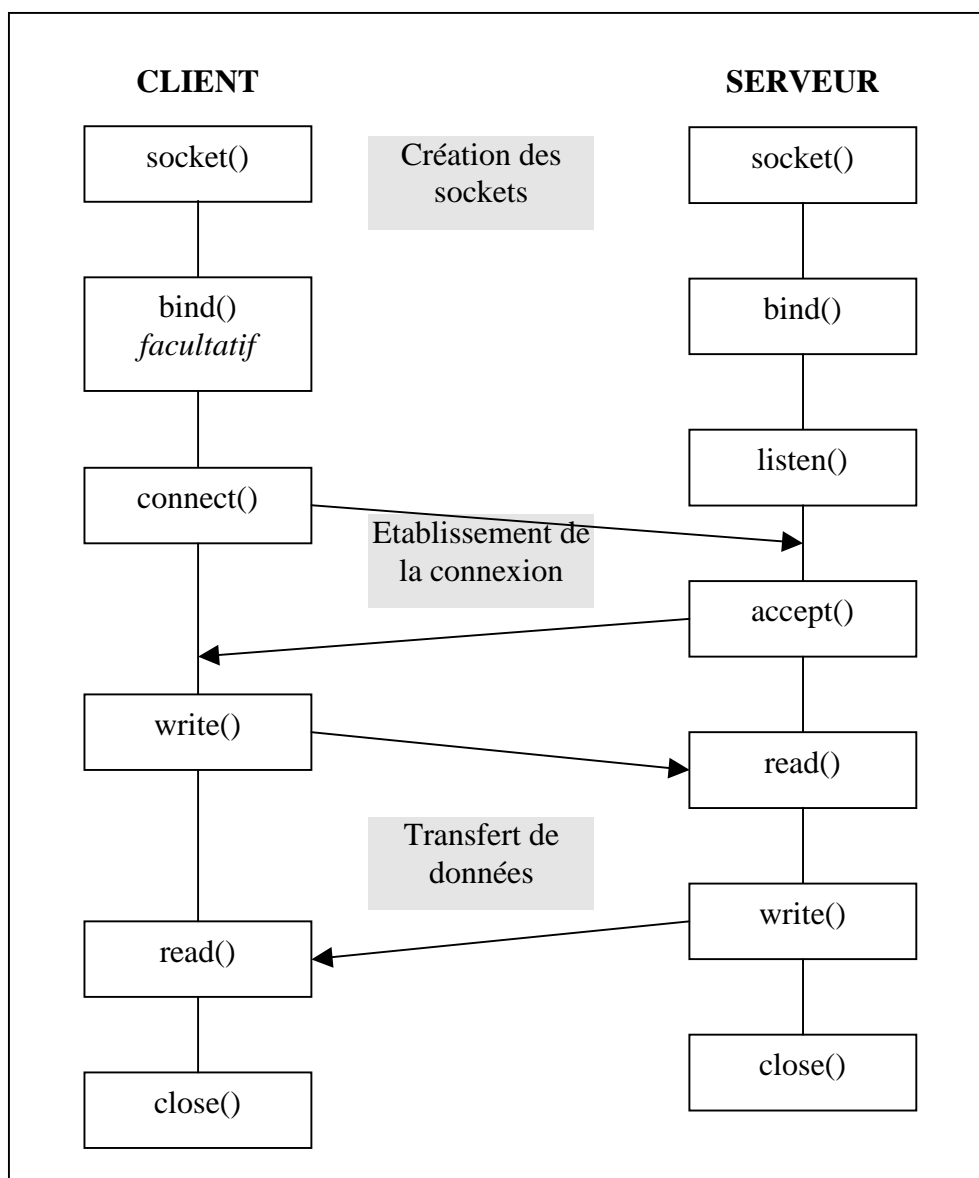 CLIENT
SERVEUR
socket()
Création des
sockets
socket()
bind()
facultatif
bind()
listen()
connect()
Etablissement de
la connexion
accept()
write()
read()
Transfert de
données
write()
read()
close()
close()